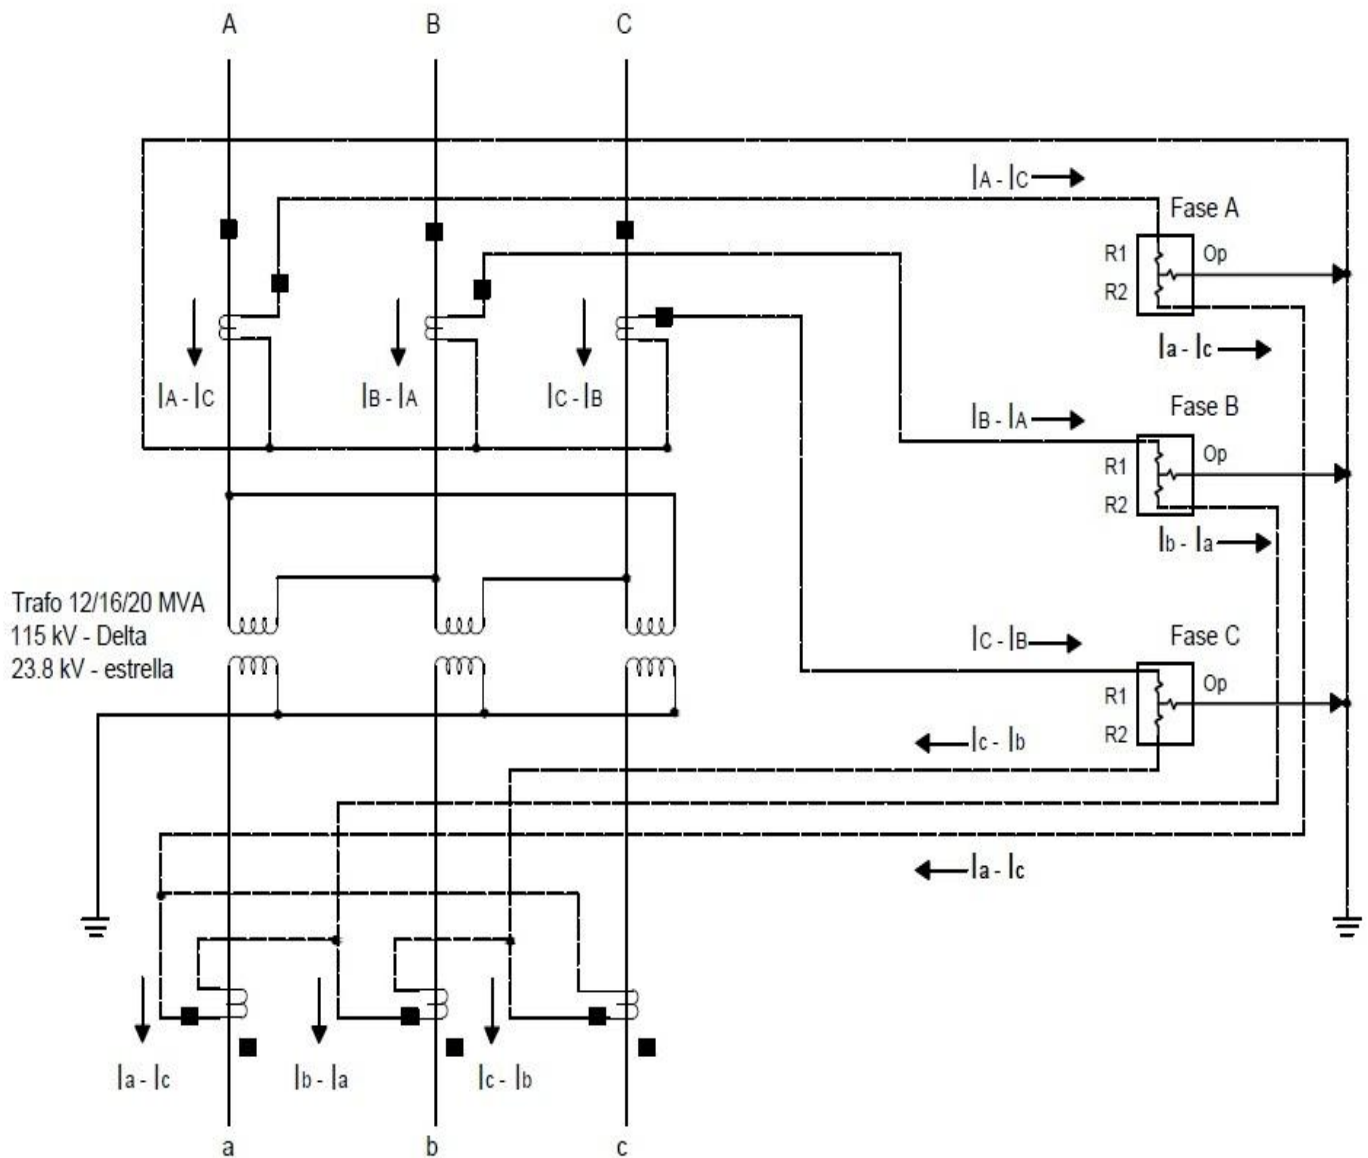 A
B
C
IA - IC
Fase A
R1
Op
R2
Ia - Ic
IA - IC
IB - IA
IC - IB
IB - IA
Fase B
R1
Op
R2
Ib - Ia
Trafo 12/16/20 MVA
115 kV - Delta
23.8 kV - estrella
IC - IB
Fase C
R1
Op
R2
Ic - Ib
Ia - Ic
Ia - Ic
Ib - Ia
Ic - Ib
a
b
c